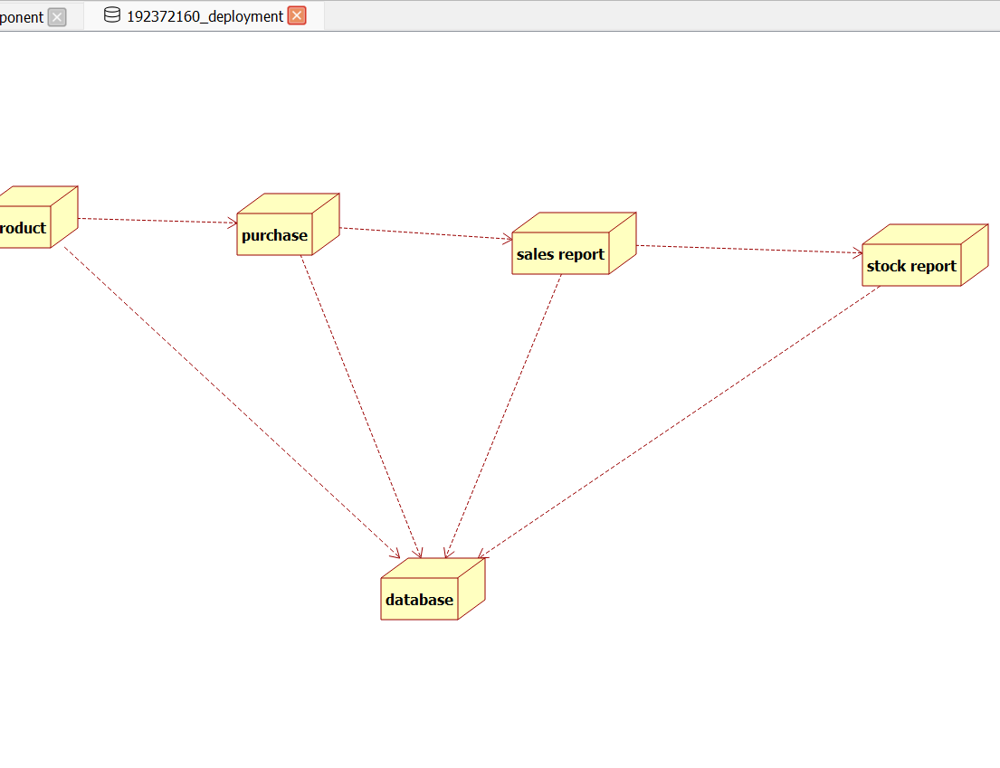 ponent
192372160_deployment
roduct
purchase
sales report
stock report
database